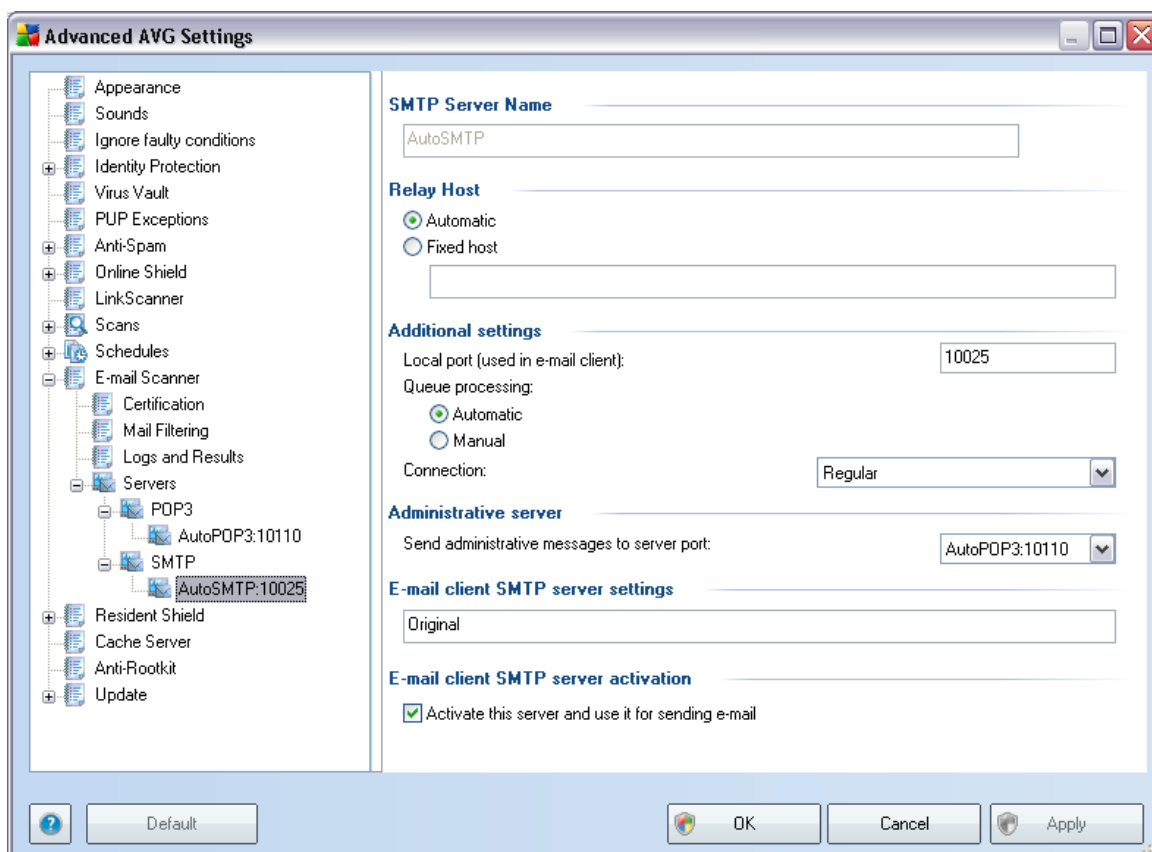 Advanced AVG Settings
Appearance
Sounds
Ignore faulty conditions
Identity Protection
Virus Vault
PUP Exceptions
Anti-Spam
Online Shield
LinkScanner
Scans
Schedules
E-mail Scanner
Certification
Mail Filtering
Logs and Results
Servers
POP3
AutoPOP3:10110
SMTP
AutoSMTP:10025
Resident Shield
Cache Server
Anti-Rootkit
Update
SMTP Server Name
AutoSMTP
Relay Host
Automatic
Fixed host
Additional settings
Local port (used in e-mail client): 10025
Queue processing:
Automatic
Manual
Connection: Regular
Administrative server
Send administrative messages to server port: AutoPOP3:10110
E-mail client SMTP server settings
Original
E-mail client SMTP server activation
Activate this server and use it for sending e-mail
? Default OK Cancel Apply